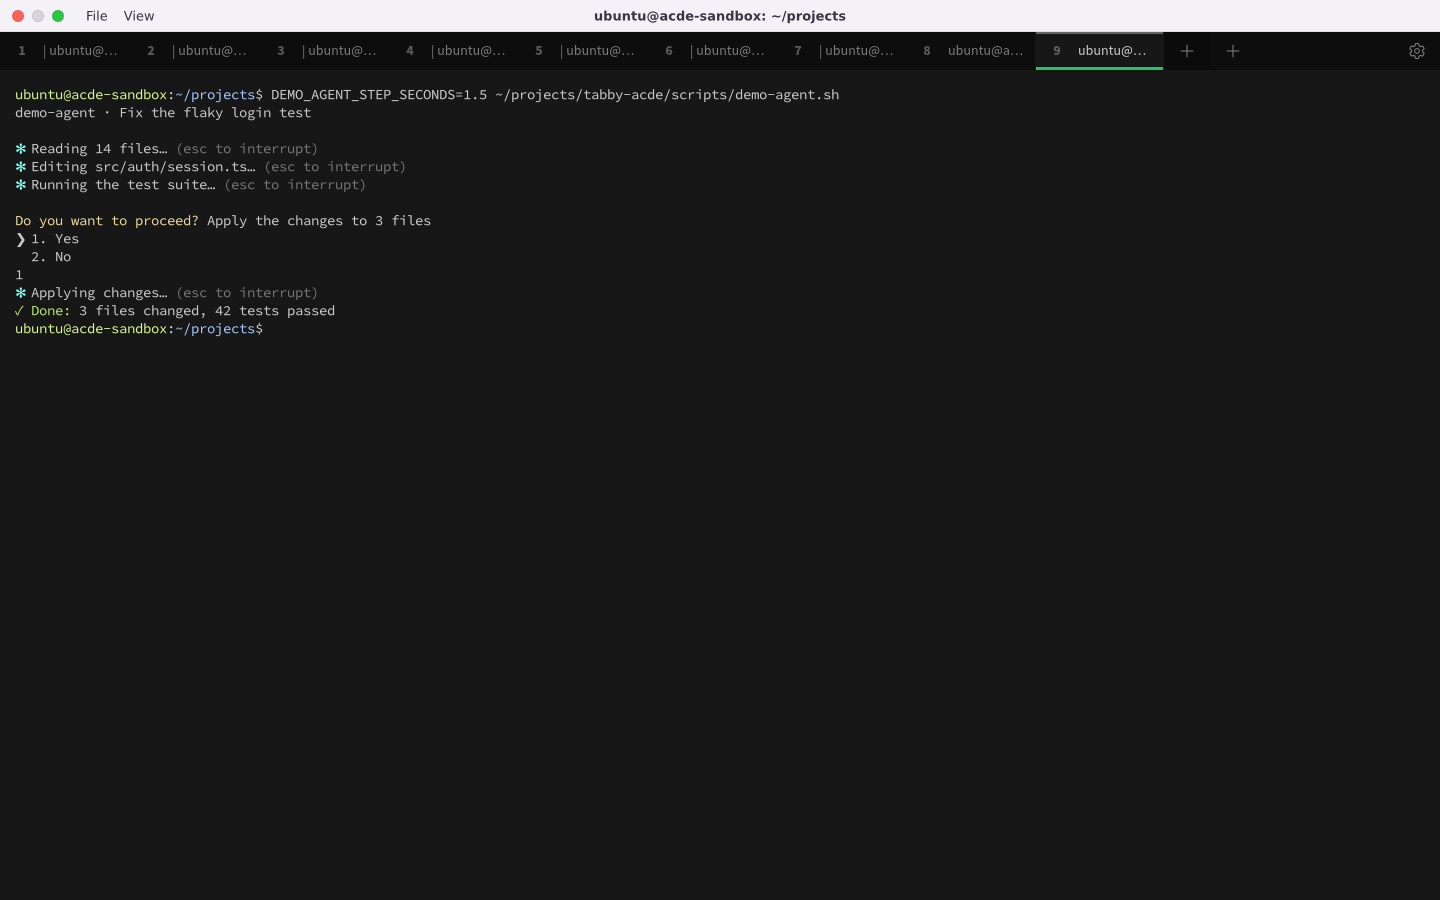 File View ubuntu@acde-sandbox: ~/projects
1 ubuntu@... 2 ubuntu@... 3 ubuntu@... 4 ubuntu@... 5 ubuntu@... 6 ubuntu@... 7 ubuntu@... 8 ubuntu@a... 9 ubuntu@...
ubuntu@acde-sandbox:~/projects$ DEMO_AGENT_STEP_SECONDS=1.5 ~/projects/tabby-acde/scripts/demo-agent.sh
demo-agent · Fix the flaky login test
✻ Reading 14 files… (esc to interrupt)
✻ Editing src/auth/session.ts… (esc to interrupt)
✻ Running the test suite… (esc to interrupt)
Do you want to proceed? Apply the changes to 3 files
❯ 1. Yes
2. No
1
✻ Applying changes… (esc to interrupt)
✓ Done: 3 files changed, 42 tests passed
ubuntu@acde-sandbox:~/projects$